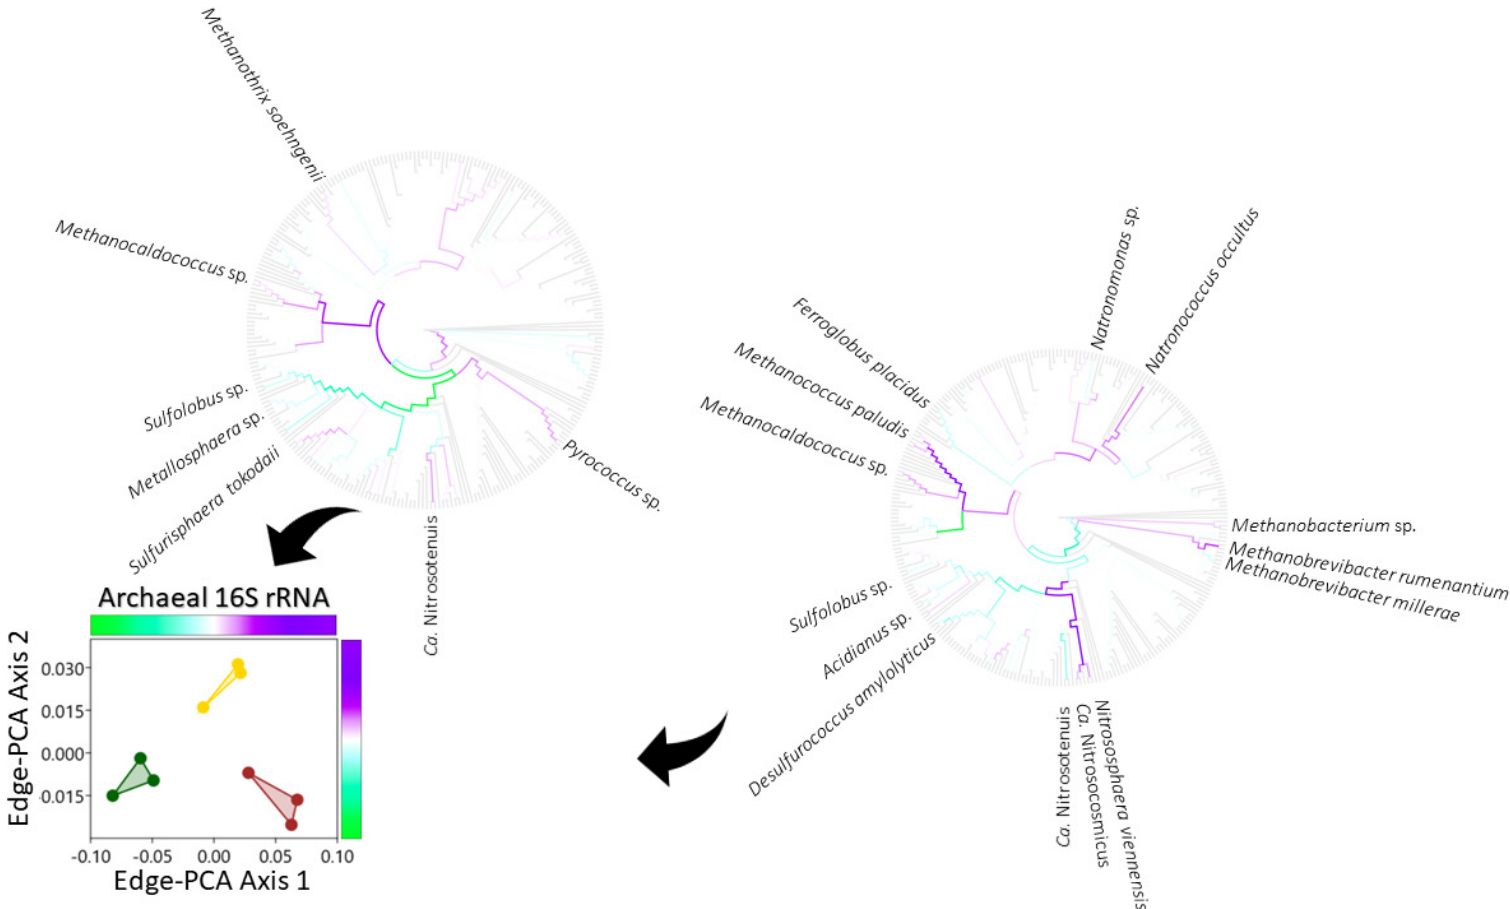 Methanothrix soehngenii
Methanocaldococcus sp.
Sulfolobus sp.
Metallosphaera sp.
Sulfurisphaera tokodaii
Ca. Nitrosotenuis
Pyrococcus sp.
Natronomonas sp.
Natronococcus occultus
Ferroglobus placidus
Methanococcus paludis
Methanocaldococcus sp.
Methanobacterium sp.
Methanobrevibacter rumenantium
Methanobrevibacter millerae
Sulfolobus sp.
Acidianus sp.
Desulfurococcus amylolyticus
Ca. Nitrosotenuis
Ca. Nitrosocosmicus
Nitrososphaera viennensis
Archaeal 16S rRNA
Edge-PCA Axis 2
0.030
0.015
0.000
-0.015
-0.10 -0.05 0.00 0.05 0.10
Edge-PCA Axis 1